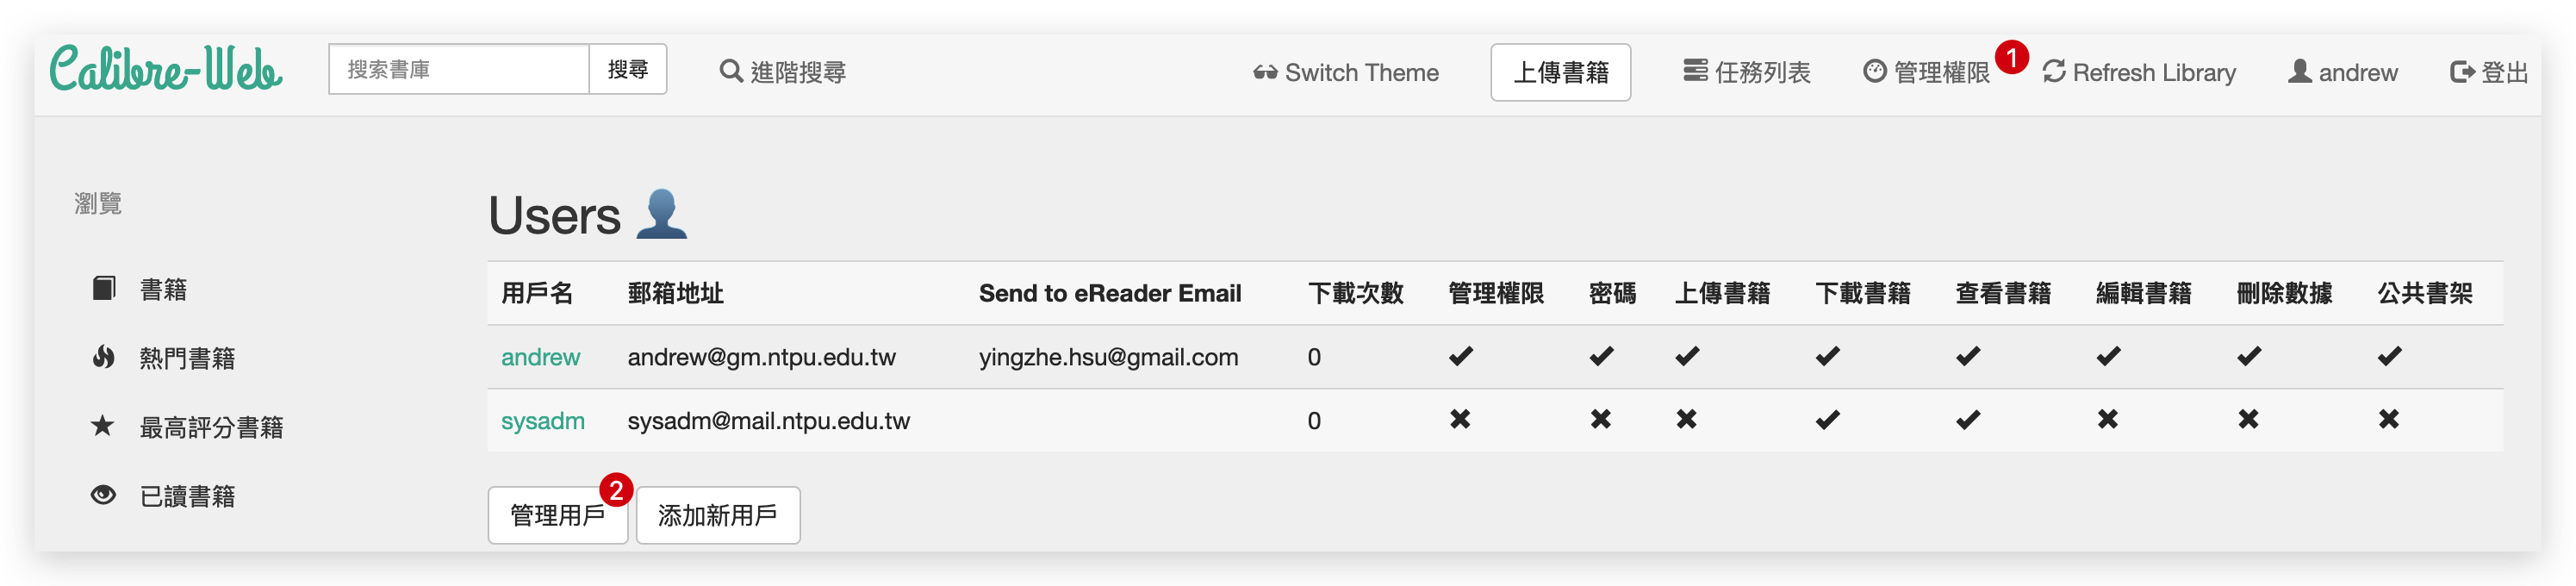 Calibre-Web 搜索書庫 搜尋 進階搜尋 Switch Theme 上傳書籍 任務列表 管理權限 1 Refresh Library andrew 登出
瀏覽
書籍
熱門書籍
最高評分書籍
已讀書籍
Users
用戶名 郵箱地址 Send to eReader Email 下載次數 管理權限 密碼 上傳書籍 下載書籍 查看書籍 編輯書籍 刪除數據 公共書架
andrew andrew@gm.ntpu.edu.tw yingzhe.hsu@gmail.com 0
sysadm sysadm@mail.ntpu.edu.tw 0
管理用戶 2 添加新用戶